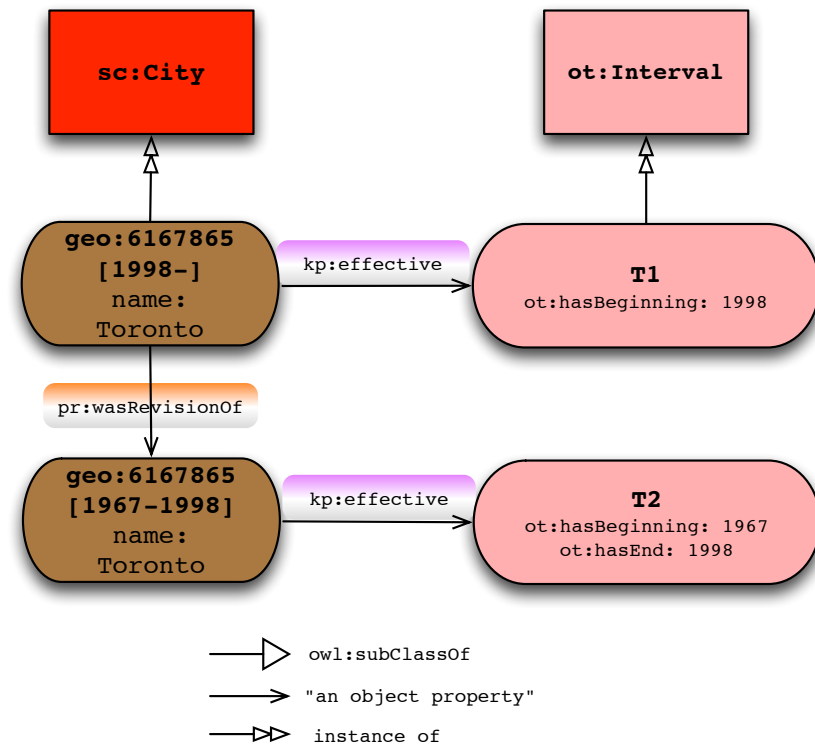 sc:City
ot:Interval
geo:6167865
[1998-]
name:
Toronto
kp:effective
T1
ot:hasBeginning: 1998
pr:wasRevisionOf
geo:6167865
[1967-1998]
name:
Toronto
kp:effective
T2
ot:hasBeginning: 1967
ot:hasEnd: 1998
owl:subClassOf
"an object property"
instance of